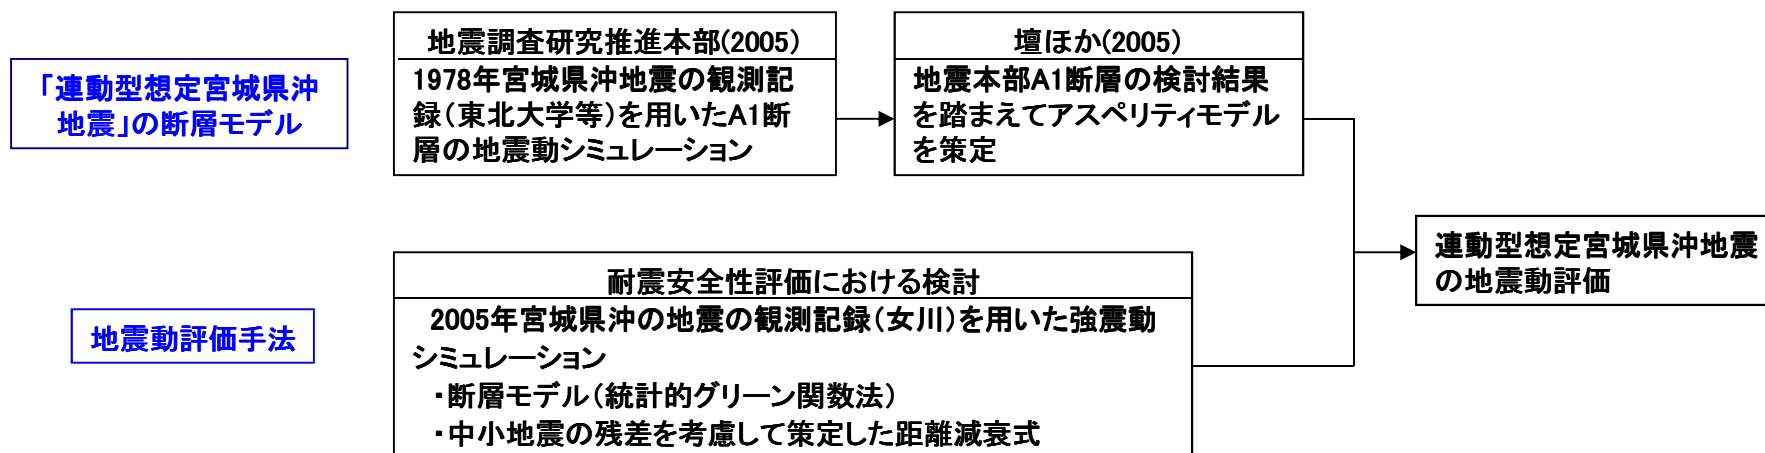 「連動型想定宮城県沖
地震」の断層モデル
地震調査研究推進本部(2005)
1978年宮城県沖地震の観測記
録（東北大学等）を用いたA1断
層の地震動シミュレーション
壇ほか(2005)
地震本部A1断層の検討結果
を踏まえてアスペリティモデル
を策定
地震動評価手法
耐震安全性評価における検討
2005年宮城県沖の地震の観測記録（女川）を用いた強震動
シミュレーション
・断層モデル（統計的グリーン関数法）
・中小地震の残差を考慮して策定した距離減衰式
連動型想定宮城県沖地震
の地震動評価